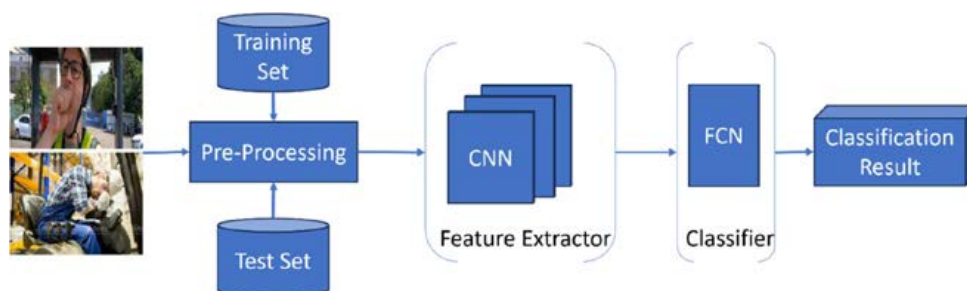 Training
Set
Pre-Processing
Test Set
CNN
Feature Extractor
FCN
Classifier
Classification
Result